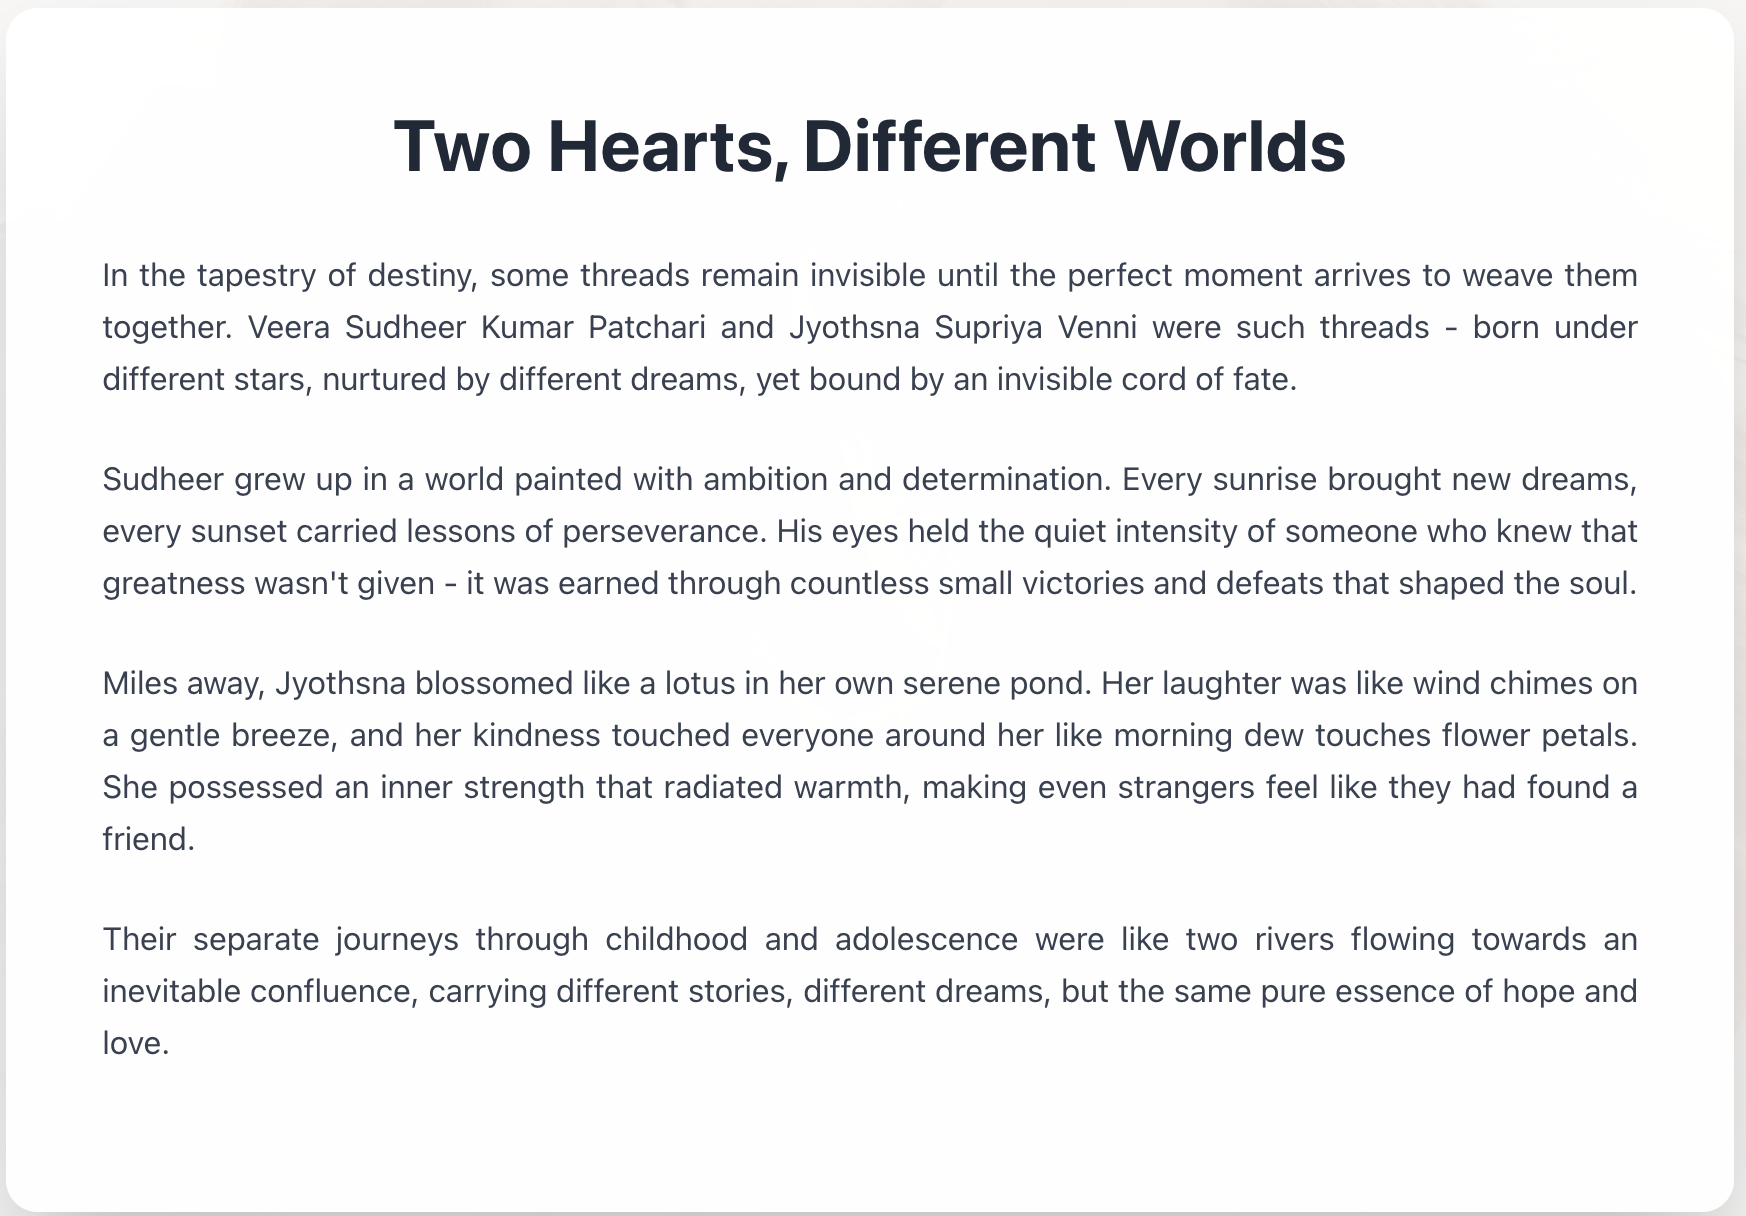 Two Hearts, Different Worlds
In the tapestry of destiny, some threads remain invisible until the perfect moment arrives to weave them
together. Veera Sudheer Kumar Patchari and Jyothsna Supriya Venni were such threads - born under
different stars, nurtured by different dreams, yet bound by an invisible cord of fate.
Sudheer grew up in a world painted with ambition and determination. Every sunrise brought new dreams,
every sunset carried lessons of perseverance. His eyes held the quiet intensity of someone who knew that
greatness wasn't given - it was earned through countless small victories and defeats that shaped the soul.
Miles away, Jyothsna blossomed like a lotus in her own serene pond. Her laughter was like wind chimes on
a gentle breeze, and her kindness touched everyone around her like morning dew touches flower petals.
She possessed an inner strength that radiated warmth, making even strangers feel like they had found a
friend.
Their separate journeys through childhood and adolescence were like two rivers flowing towards an
inevitable confluence, carrying different stories, different dreams, but the same pure essence of hope and
love.